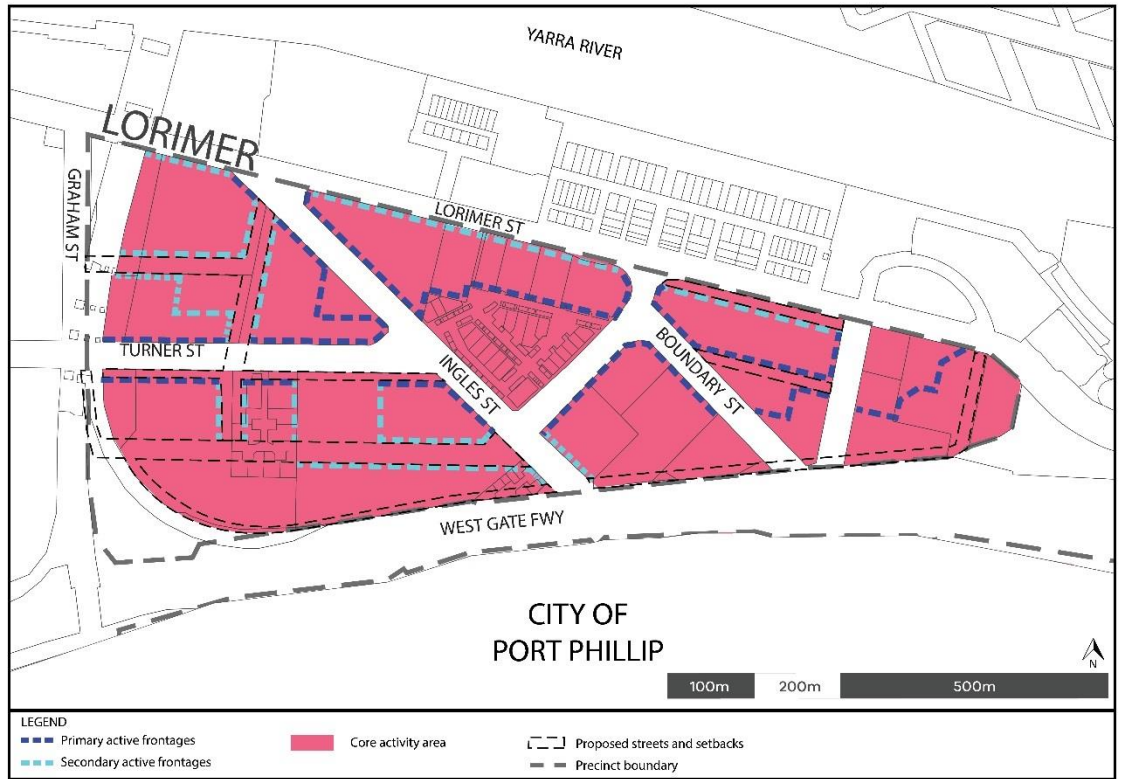 YARRA RIVER
LORIMER
GRAHAM ST
LORIMER ST
TURNER ST
INGLES ST
BOUNDARY ST
WEST GATE FWY
CITY OF
PORT PHILLIP
N
100m 200m 500m
LEGEND
Primary active frontages
Secondary active frontages
Core activity area
Proposed streets and setbacks
Precinct boundary